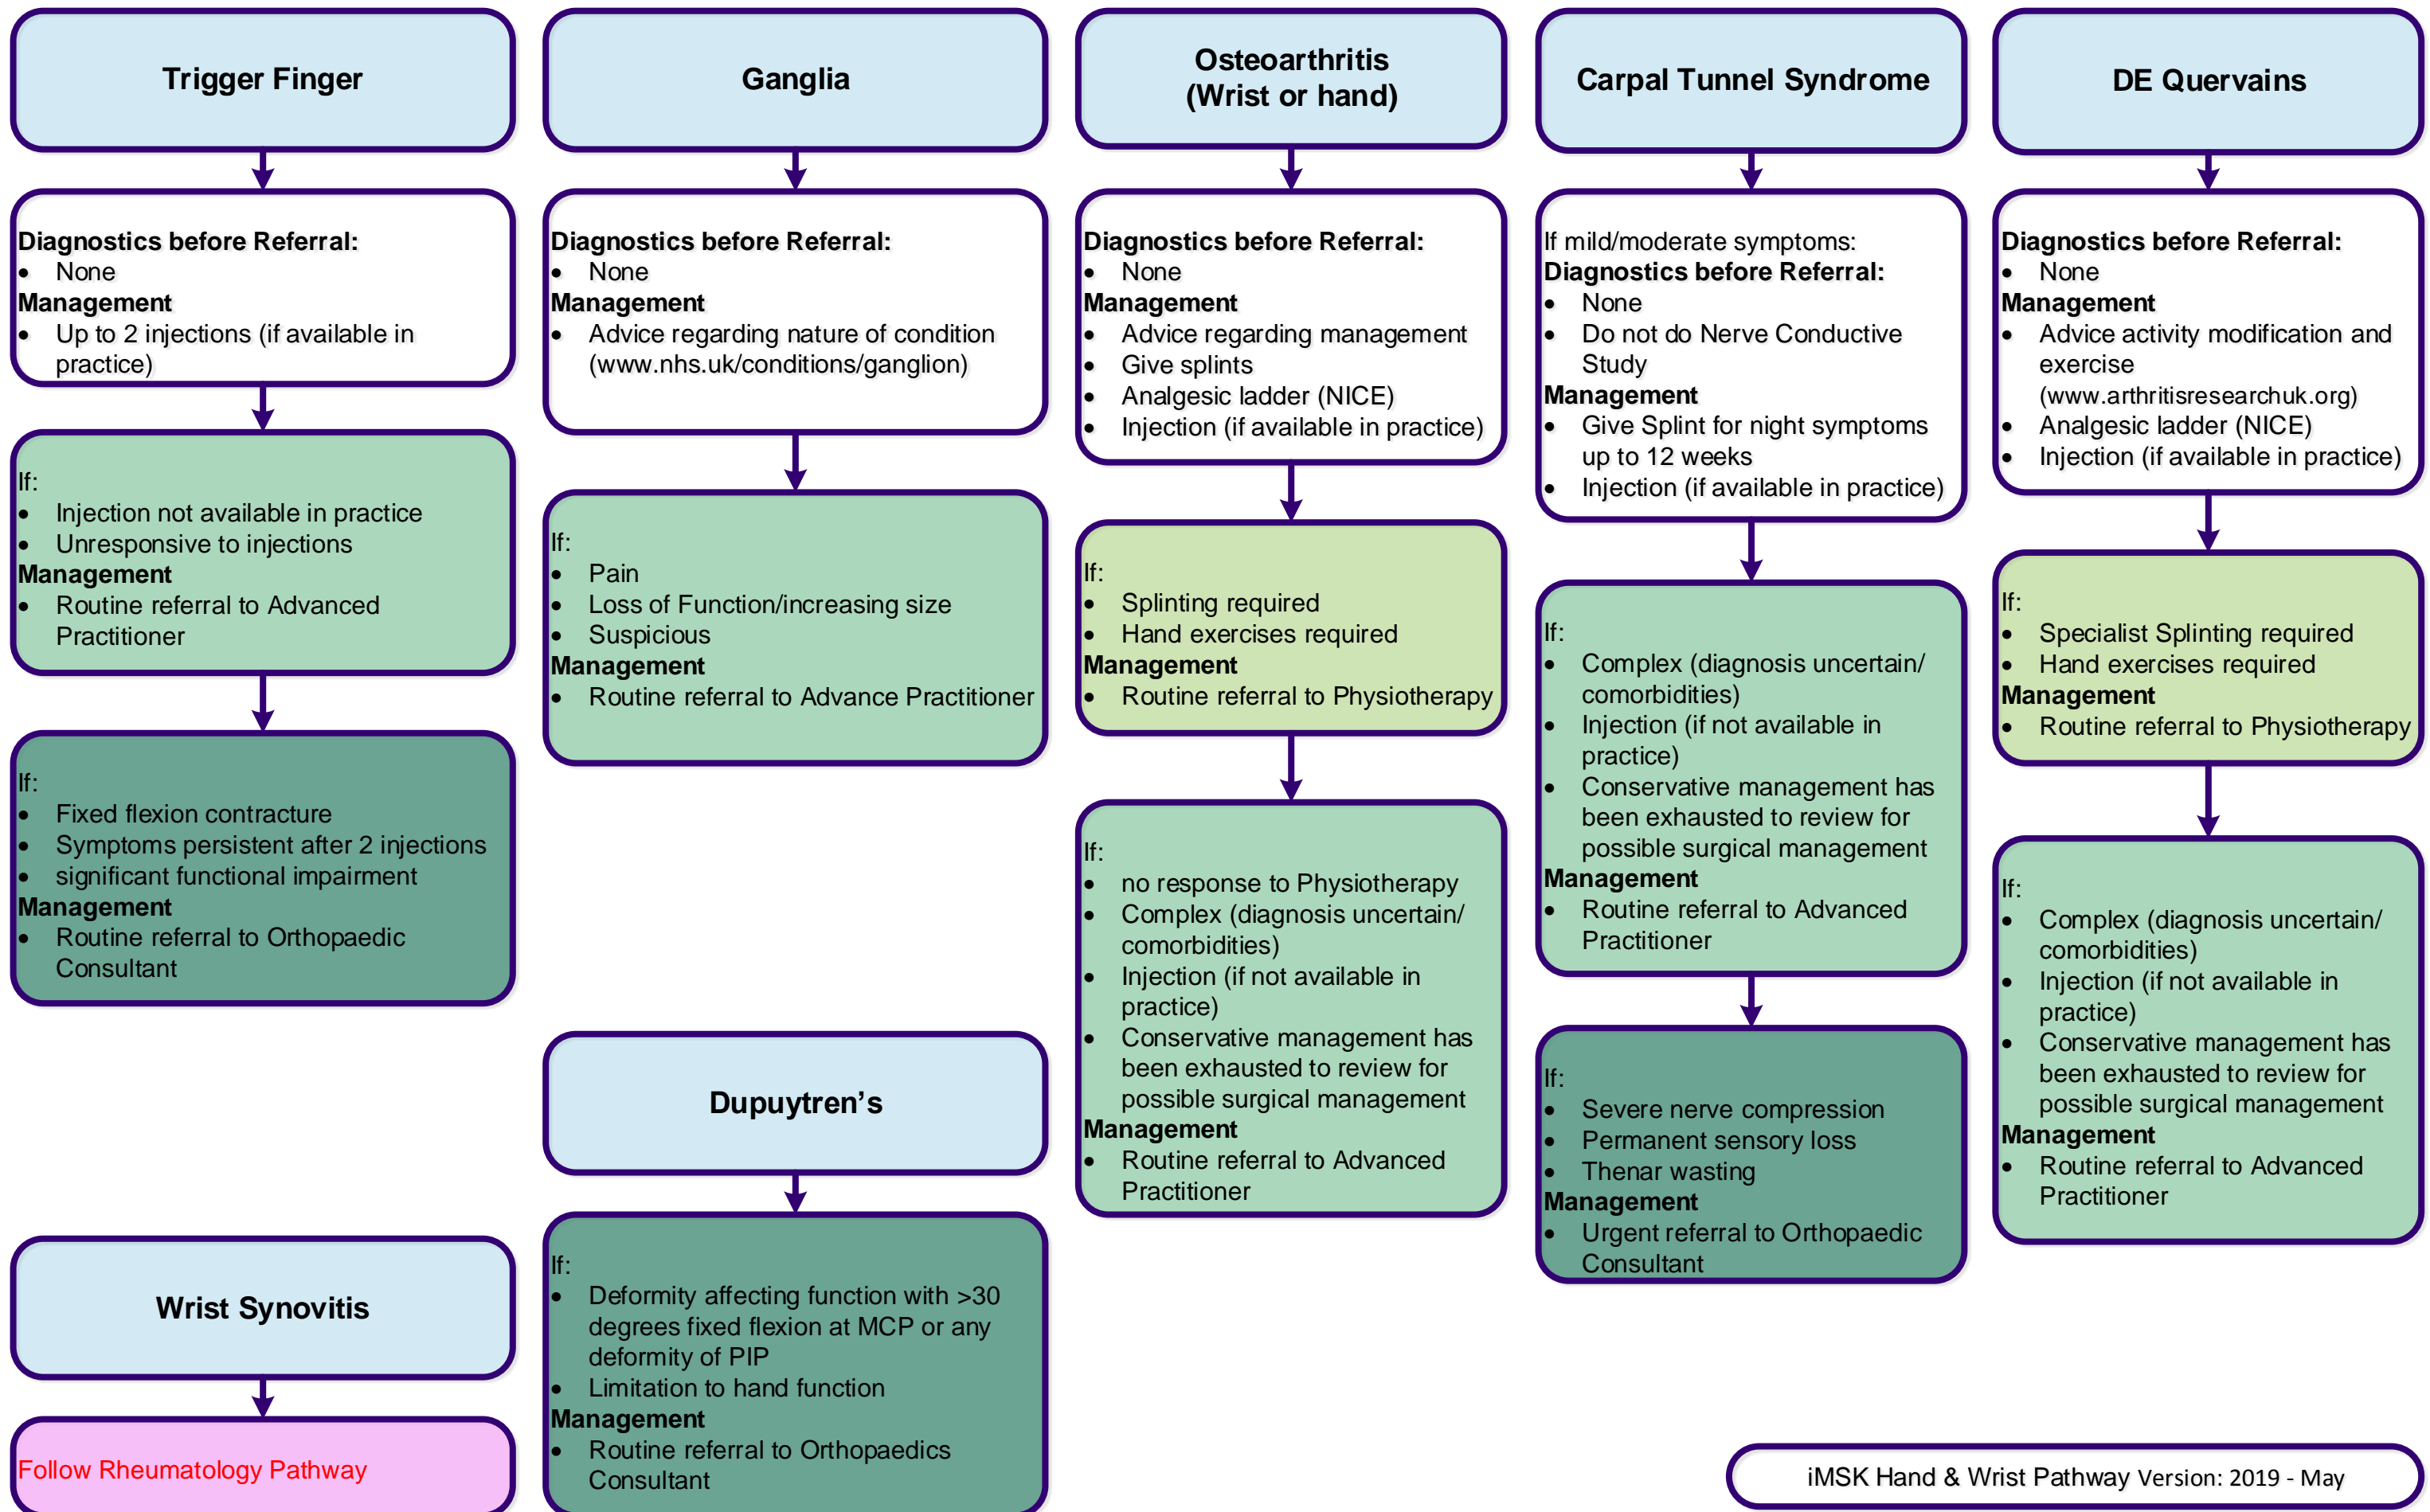 Trigger Finger
Diagnostics before Referral:
• None
Management
• Up to 2 injections (if available in
practice)
If:
• Injection not available in practice
• Unresponsive to injections
Management
• Routine referral to Advanced
Practitioner
If:
• Fixed flexion contracture
• Symptoms persistent after 2 injections
• significant functional impairment
Management
• Routine referral to Orthopaedic
Consultant
Wrist Synovitis
Follow Rheumatology Pathway
Ganglia
Diagnostics before Referral:
• None
Management
• Advice regarding nature of condition
(www.nhs.uk/conditions/ganglion)
If:
• Pain
• Loss of Function/increasing size
• Suspicious
Management
• Routine referral to Advance Practitioner
Dupuytren’s
If:
• Deformity affecting function with >30
degrees fixed flexion at MCP or any
deformity of PIP
• Limitation to hand function
Management
• Routine referral to Orthopaedics
Consultant
Osteoarthritis
(Wrist or hand)
Diagnostics before Referral:
• None
Management
• Advice regarding management
• Give splints
• Analgesic ladder (NICE)
• Injection (if available in practice)
If:
• Splinting required
• Hand exercises required
Management
• Routine referral to Physiotherapy
If:
• no response to Physiotherapy
• Complex (diagnosis uncertain/
comorbidities)
• Injection (if not available in
practice)
• Conservative management has
been exhausted to review for
possible surgical management
Management
• Routine referral to Advanced
Practitioner
Carpal Tunnel Syndrome
If mild/moderate symptoms:
Diagnostics before Referral:
• None
• Do not do Nerve Conductive
Study
Management
• Give Splint for night symptoms
up to 12 weeks
• Injection (if available in practice)
If:
• Complex (diagnosis uncertain/
comorbidities)
• Injection (if not available in
practice)
• Conservative management has
been exhausted to review for
possible surgical management
Management
• Routine referral to Advanced
Practitioner
If:
• Severe nerve compression
• Permanent sensory loss
• Thenar wasting
Management
• Urgent referral to Orthopaedic
Consultant
DE Quervains
Diagnostics before Referral:
• None
Management
• Advice activity modification and
exercise
(www.arthritisresearchuk.org)
• Analgesic ladder (NICE)
• Injection (if available in practice)
If:
• Specialist Splinting required
• Hand exercises required
Management
• Routine referral to Physiotherapy
If:
• Complex (diagnosis uncertain/
comorbidities)
• Injection (if not available in
practice)
• Conservative management has
been exhausted to review for
possible surgical management
Management
• Routine referral to Advanced
Practitioner
iMSK Hand & Wrist Pathway Version: 2019 - May